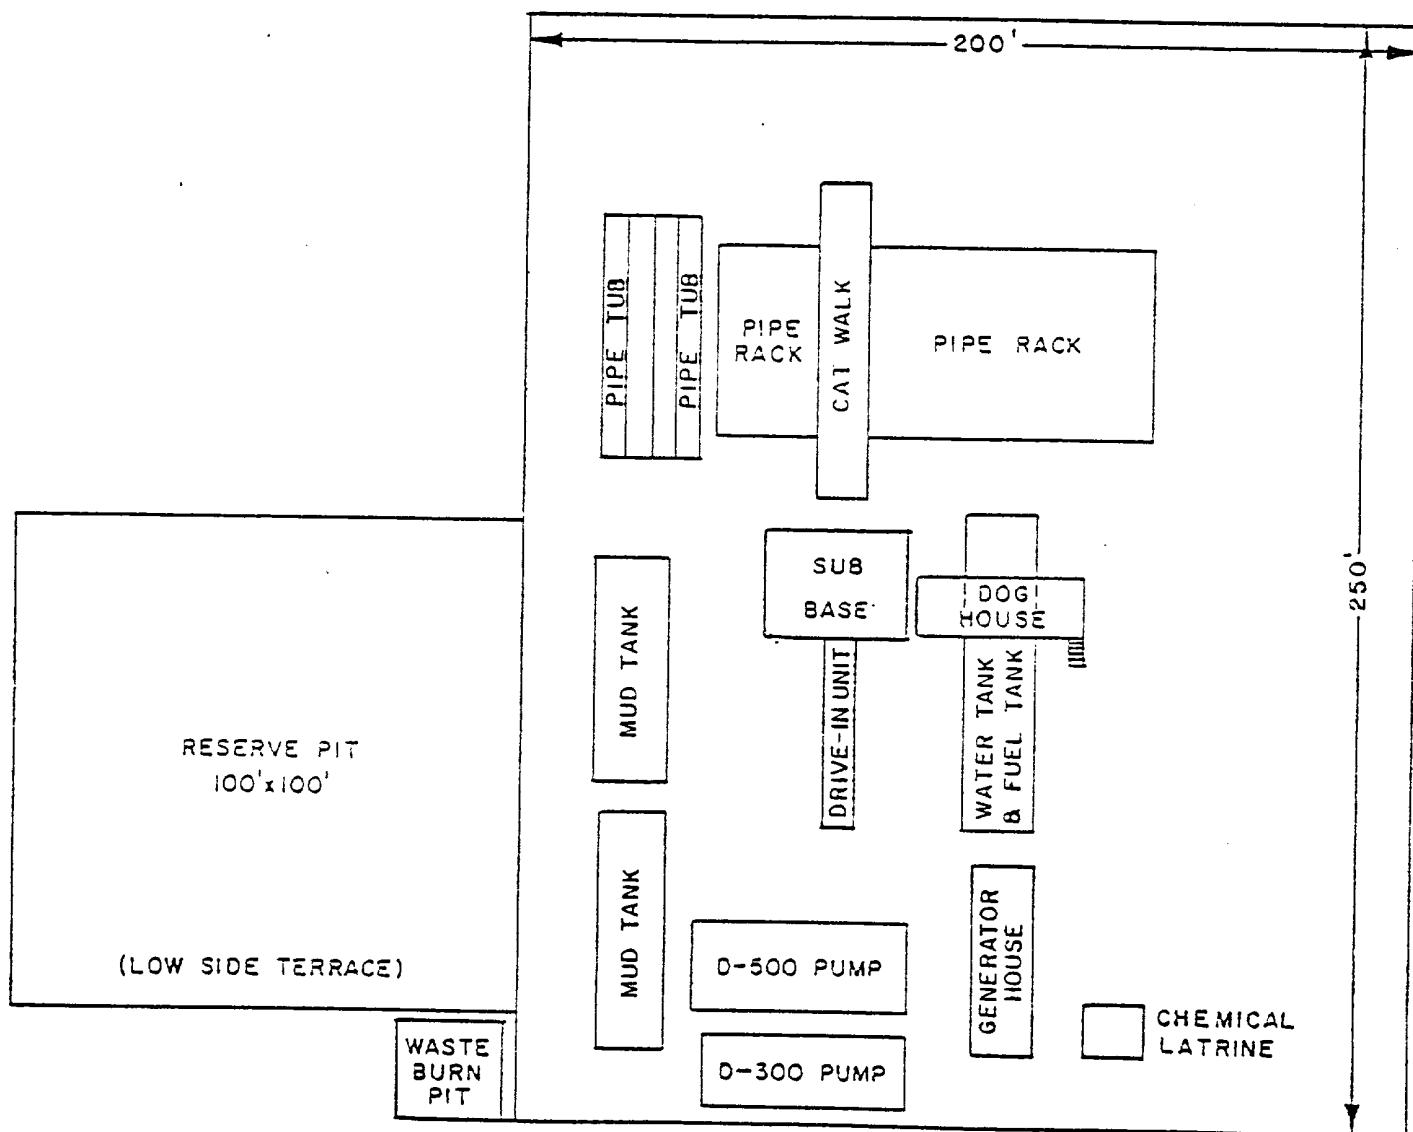 200'
PIPE TUB
PIPE TUB
PIPE
RACK
CAT WALK
PIPE RACK
250'
SUB
BASE
DOG
HOUSE
MUD TANK
DRIVE-IN UNIT
WATER TANK
& FUEL TANK
RESERVE PIT
100'x100'
(LOW SIDE TERRACE)
MUD TANK
D-500 PUMP
GENERATOR
HOUSE
CHEMICAL
LATRINE
WASTE
BURN
PIT
D-300 PUMP